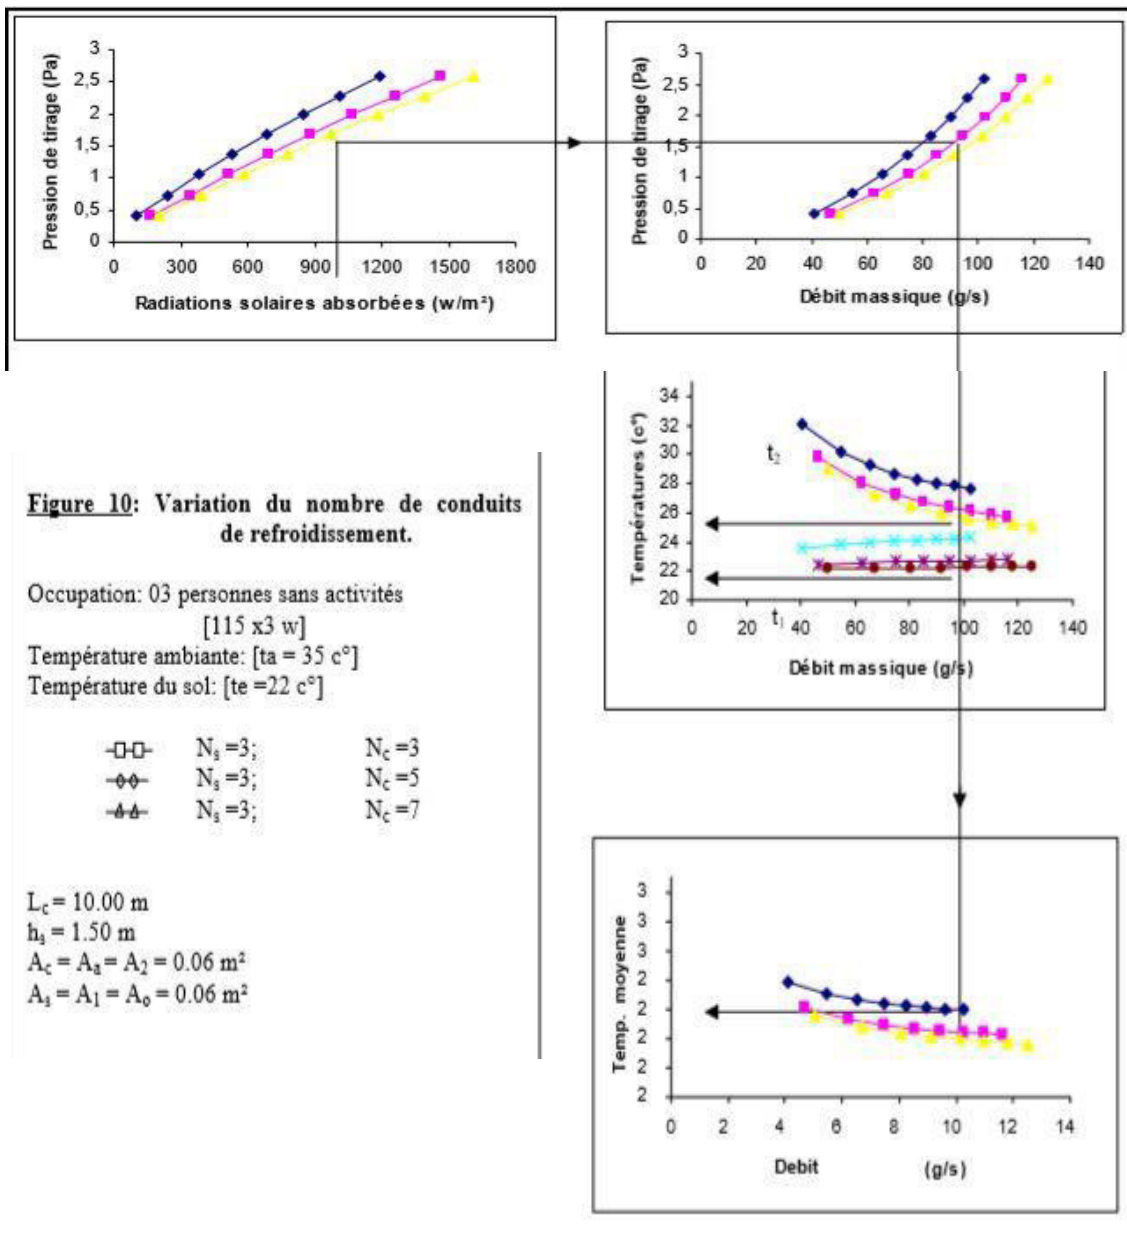 Pression de tirage (Pa)
3
2,5
2
1,5
1
0,5
0
0 300 600 900 1200 1500 1800
Radiations solaires absorbées (w/m²)
Pression de tirage (Pa)
3
2,5
2
1,5
1
0,5
0
0 20 40 60 80 100 120 140
Débit massique (g/s)
Températures (c°)
34
32
30
28
26
24
22
20
t₂
t₁
0 20 40 60 80 100 120 140
Débit massique (g/s)
Figure 10: Variation du nombre de conduits
de refroidissement.
Occupation: 03 personnes sans activités
[115 x3 w]
Température ambiante: [ta = 35 c°]
Température du sol: [te =22 c°]
Nₛ =3; N_c =3
Nₛ =3; N_c =5
Nₛ =3; N_c =7
L_c = 10.00 m
hₛ = 1.50 m
A_c = Aₐ = A₂ = 0.06 m²
Aₛ = A₁ = Aₒ = 0.06 m²
Temp. moyenne
3
3
3
2
2
2
2
2
0 2 4 6 8 10 12 14
Debit (g/s)